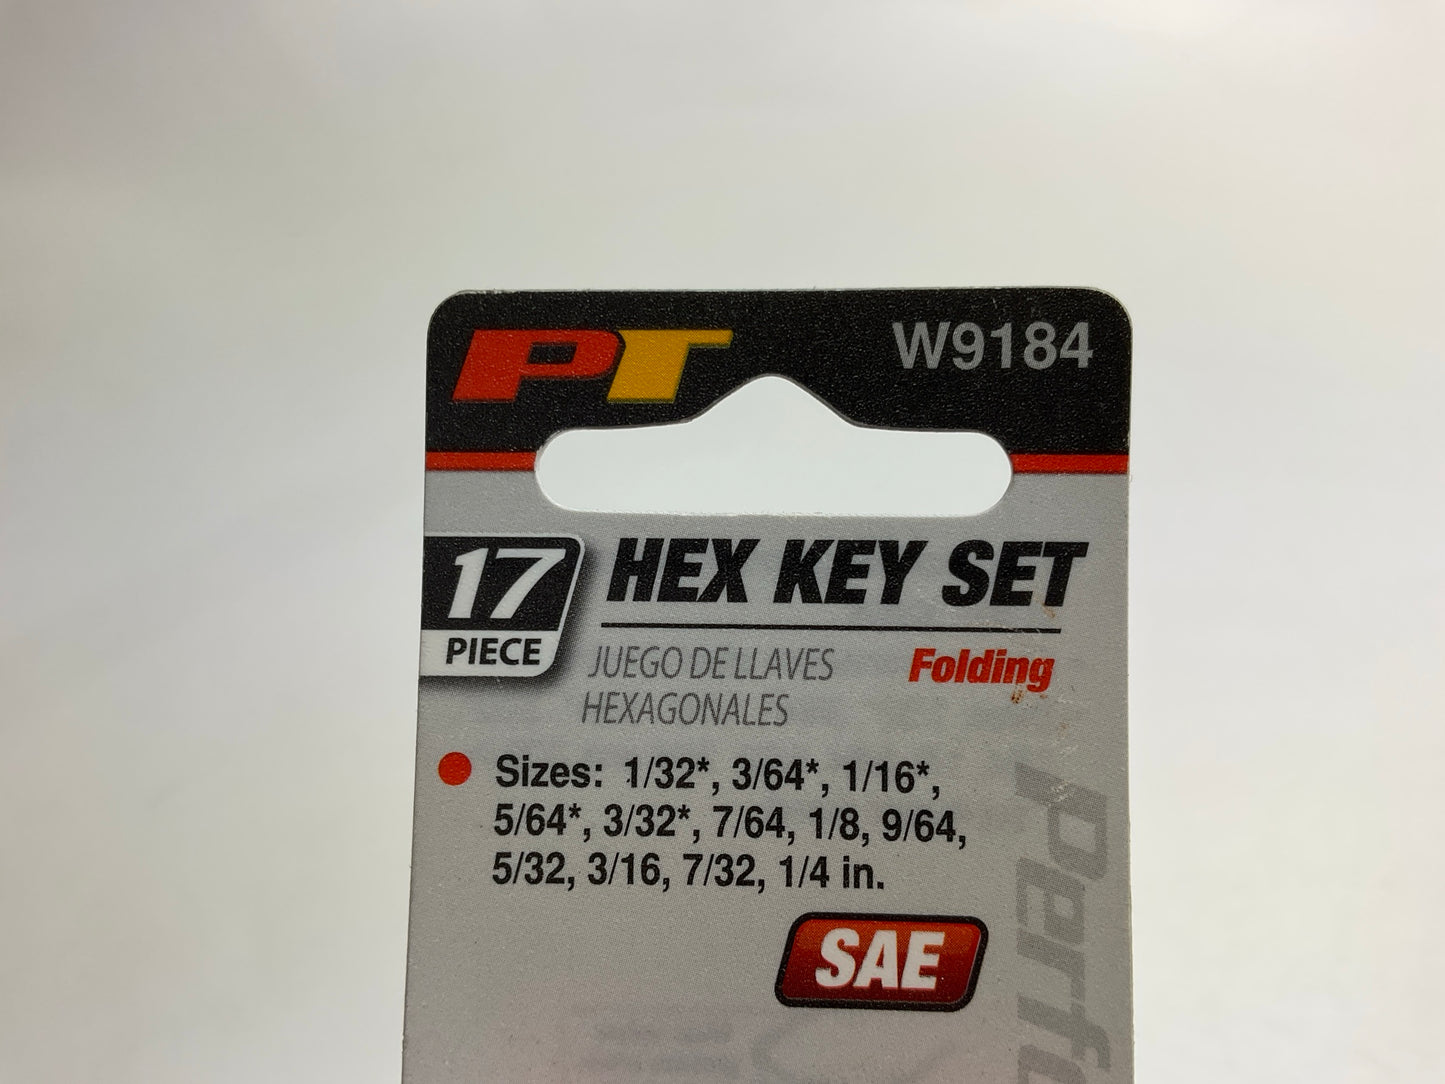 PT
W9184
17
PIECE
HEX KEY SET
JUEGO DE LLAVES
HEXAGONALES
Folding
Sizes: 1/32*, 3/64*, 1/16*,
5/64*, 3/32*, 7/64, 1/8, 9/64,
5/32, 3/16, 7/32, 1/4 in.
SAE